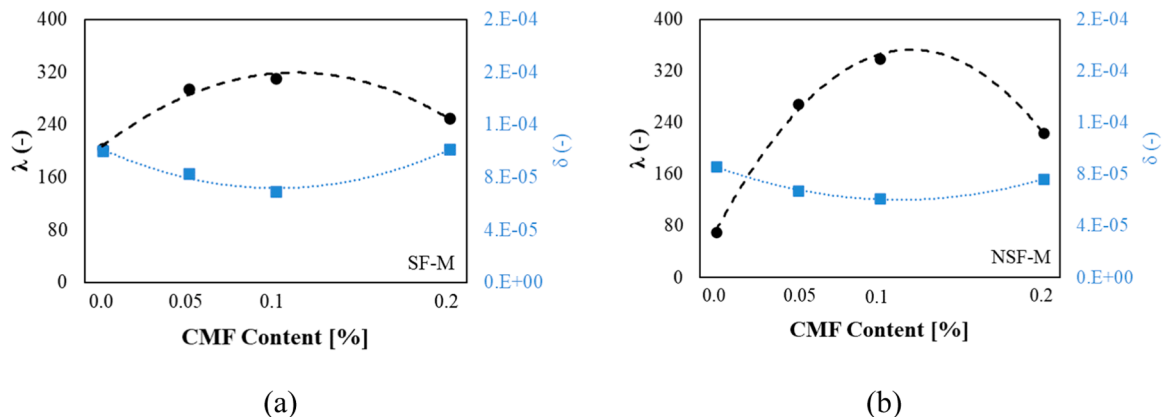 400
320
240
160
80
0
λ (-)
2.E-04
2.E-04
1.E-04
8.E-05
4.E-05
0.E+00
δ (-)
SF-M
0.0 0.05 0.1 0.2
CMF Content [%]
(a)
400
320
240
160
80
0
λ (-)
2.E-04
2.E-04
1.E-04
8.E-05
4.E-05
0.E+00
δ (-)
NSF-M
0.0 0.05 0.1 0.2
CMF Content [%]
(b)